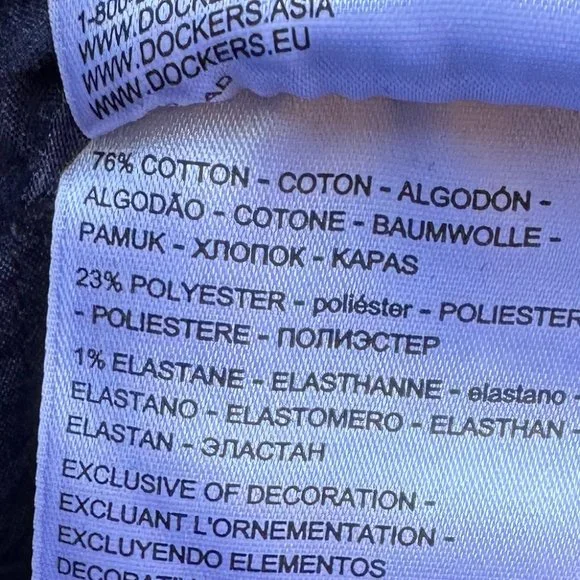 1-800
WWW.DOCKERS.ASIA
WWW.DOCKERS.EU
76% COTTON - COTON - ALGODÓN -
ALGODÃO - COTONE - BAUMWOLLE -
PAMUK - ХЛОПОК - KAPAS
23% POLYESTER - poliéster - POLIESTER
- POLIESTERE - ПОЛИЭСТЕР
1% ELASTANE - ELASTHANNE - elastano -
ELASTANO - ELASTOMERO - ELASTHAN -
ELASTAN - ЭЛАСТАН
EXCLUSIVE OF DECORATION -
EXCLUANT L'ORNEMENTATION -
EXCLUYENDO ELEMENTOS